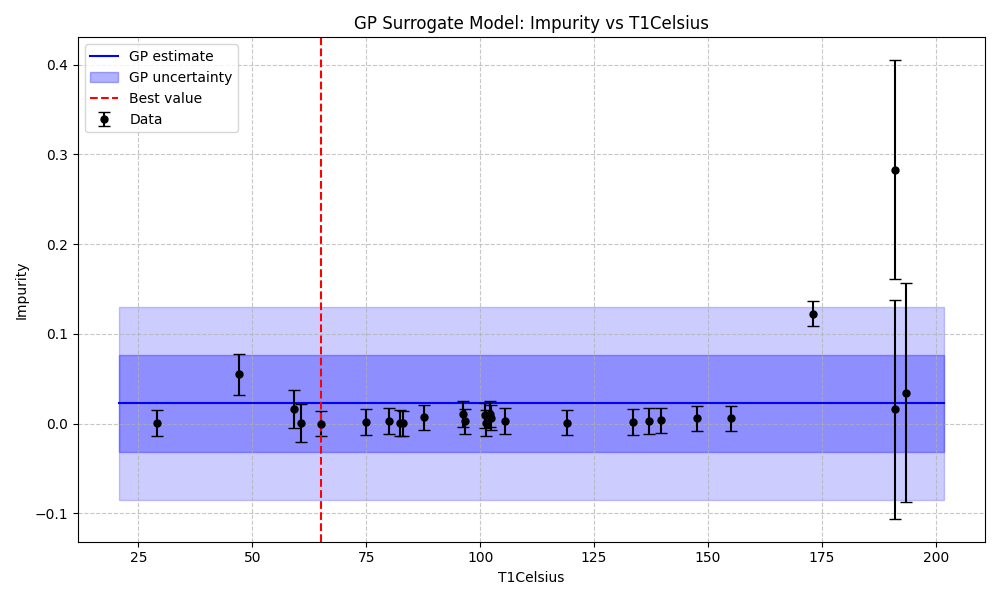 GP Surrogate Model: Impurity vs T1Celsius
GP estimate
GP uncertainty
Best value
Data
Impurity
0.4
0.3
0.2
0.1
0.0
−0.1
25
50
75
100
125
150
175
200
T1Celsius